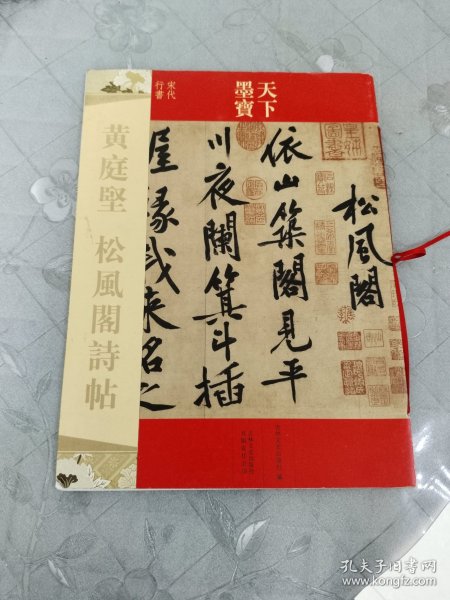 天下
墨寶
宋代
行書
松風閣
依山築閣見平
川夜闌箕斗插
屋椽我来名之
黄庭堅 松風閣詩帖
孔夫子旧书网
www.kongfz.com